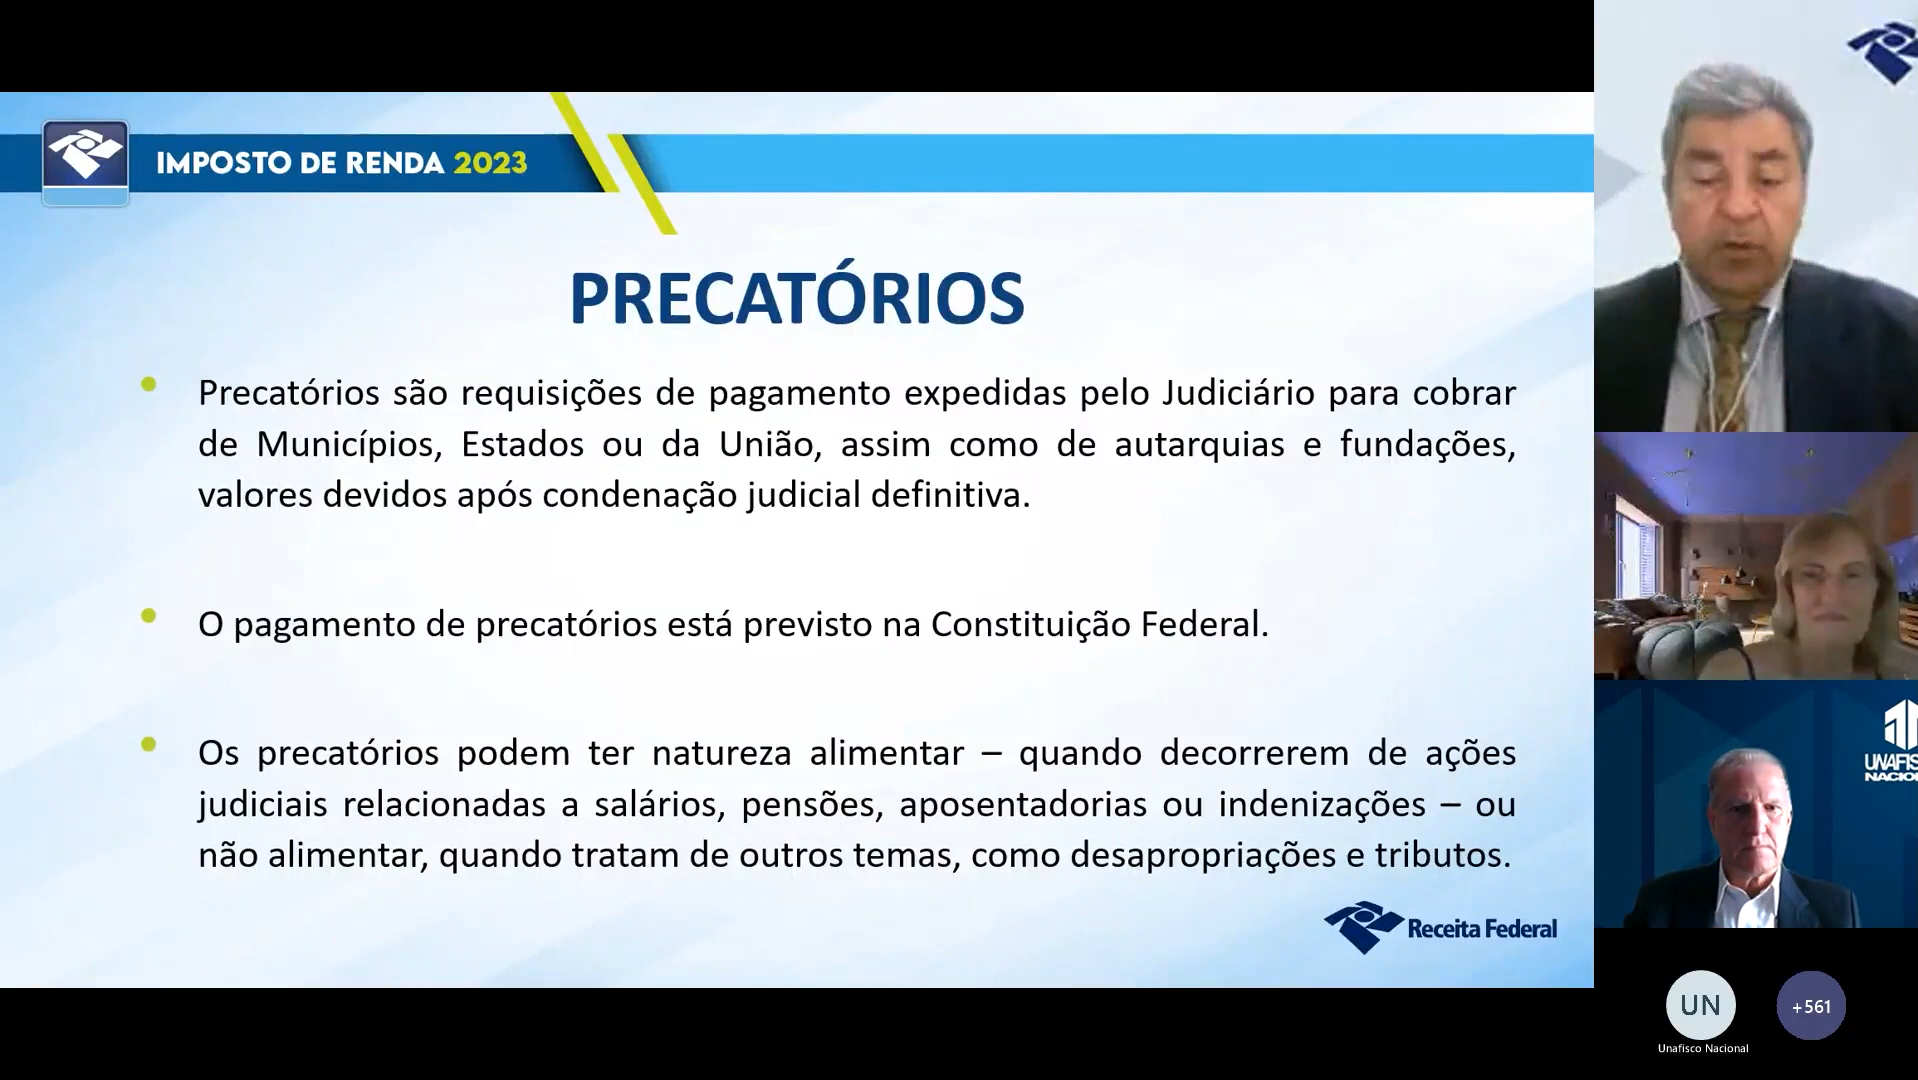 IMPOSTO DE RENDA 2023
PRECATÓRIOS
• Precatórios são requisições de pagamento expedidas pelo Judiciário para cobrar
de Municípios, Estados ou da União, assim como de autarquias e fundações,
valores devidos após condenação judicial definitiva.
• O pagamento de precatórios está previsto na Constituição Federal.
• Os precatórios podem ter natureza alimentar – quando decorrerem de ações
judiciais relacionadas a salários, pensões, aposentadorias ou indenizações – ou
não alimentar, quando tratam de outros temas, como desapropriações e tributos.
Receita Federal
UNAFIS
NACIO
UN
+561
Unafisco Nacional